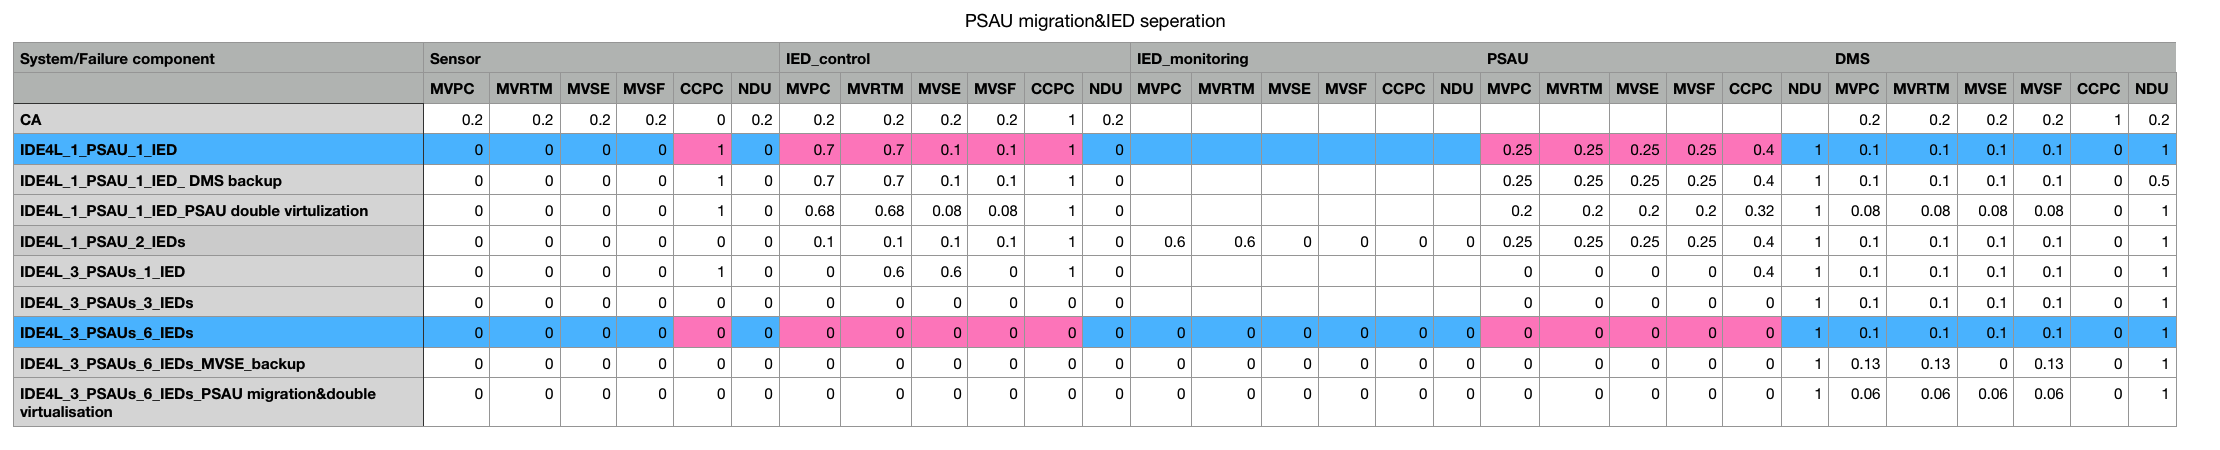 PSAU migration&IED seperation
System/Failure component Sensor IED_control IED_monitoring PSAU DMS
MVPC MVRTM MVSE MVSF CCPC NDU MVPC MVRTM MVSE MVSF CCPC NDU MVPC MVRTM MVSE MVSF CCPC NDU MVPC MVRTM MVSE MVSF CCPC NDU MVPC MVRTM MVSE MVSF CCPC NDU
CA 0.2 0.2 0.2 0.2 0 0.2 0.2 0.2 0.2 0.2 1 0.2 0.2 0.2 0.2 0.2 1 0.2
IDE4L_1_PSAU_1_IED 0 0 0 0 1 0 0.7 0.7 0.1 0.1 1 0 0.25 0.25 0.25 0.25 0.4 1 0.1 0.1 0.1 0.1 0 1
IDE4L_1_PSAU_1_IED_ DMS backup 0 0 0 0 1 0 0.7 0.7 0.1 0.1 1 0 0.25 0.25 0.25 0.25 0.4 1 0.1 0.1 0.1 0.1 0 0.5
IDE4L_1_PSAU_1_IED_PSAU double virtulization 0 0 0 0 1 0 0.68 0.68 0.08 0.08 1 0 0.2 0.2 0.2 0.2 0.32 1 0.08 0.08 0.08 0.08 0 1
IDE4L_1_PSAU_2_IEDs 0 0 0 0 0 0 0.1 0.1 0.1 0.1 1 0 0.6 0.6 0 0 0 0 0.25 0.25 0.25 0.25 0.4 1 0.1 0.1 0.1 0.1 0 1
IDE4L_3_PSAUs_1_IED 0 0 0 0 1 0 0 0.6 0.6 0 1 0 0 0 0 0 0.4 1 0.1 0.1 0.1 0.1 0 1
IDE4L_3_PSAUs_3_IEDs 0 0 0 0 0 0 0 0 0 0 0 0 0 0 0 0 0 1 0.1 0.1 0.1 0.1 0 1
IDE4L_3_PSAUs_6_IEDs 0 0 0 0 0 0 0 0 0 0 0 0 0 0 0 0 0 0 0 0 0 0 0 1 0.1 0.1 0.1 0.1 0 1
IDE4L_3_PSAUs_6_IEDs_MVSE_backup 0 0 0 0 0 0 0 0 0 0 0 0 0 0 0 0 0 0 0 0 0 0 0 1 0.13 0.13 0 0.13 0 1
IDE4L_3_PSAUs_6_IEDs_PSAU migration&double 0 0 0 0 0 0 0 0 0 0 0 0 0 0 0 0 0 0 0 0 0 0 0 1 0.06 0.06 0.06 0.06 0 1
virtualisation